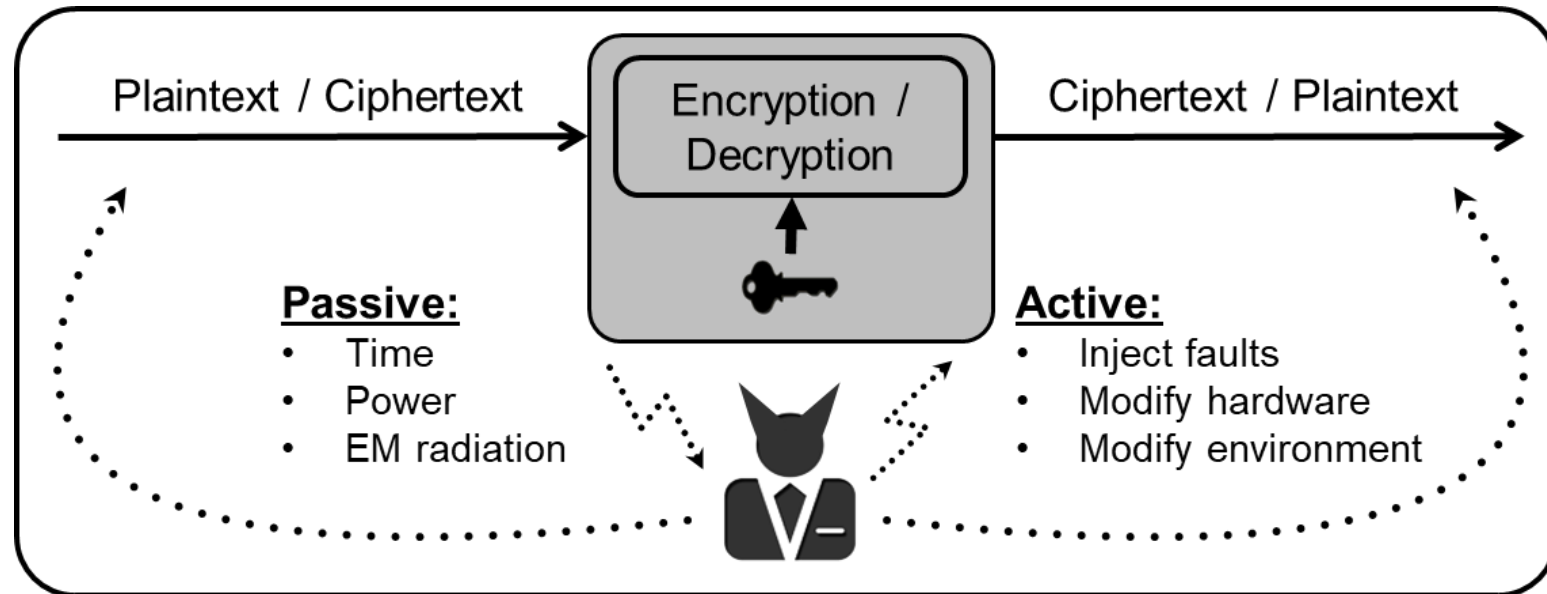 Plaintext / Ciphertext
Encryption /
Decryption
Ciphertext / Plaintext
Passive:
• Time
• Power
• EM radiation
Active:
• Inject faults
• Modify hardware
• Modify environment